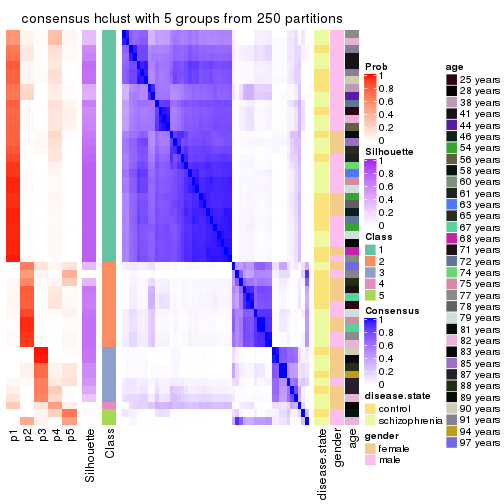 consensus hclust with 5 groups from 250 partitions
Prob
1
0.8
0.6
0.4
0.2
0
Silhouette
1
0.8
0.6
0.4
0.2
0
Class
1
2
3
4
5
Consensus
1
0.8
0.6
0.4
0.2
0
disease.state
control
schizophrenia
gender
female
male
age
25 years
28 years
38 years
41 years
44 years
46 years
54 years
56 years
58 years
60 years
61 years
63 years
65 years
67 years
68 years
71 years
72 years
74 years
75 years
77 years
78 years
79 years
81 years
82 years
83 years
85 years
87 years
88 years
89 years
90 years
91 years
94 years
97 years
p1
p2
p3
p4
p5
Silhouette
Class
disease.state
gender
age